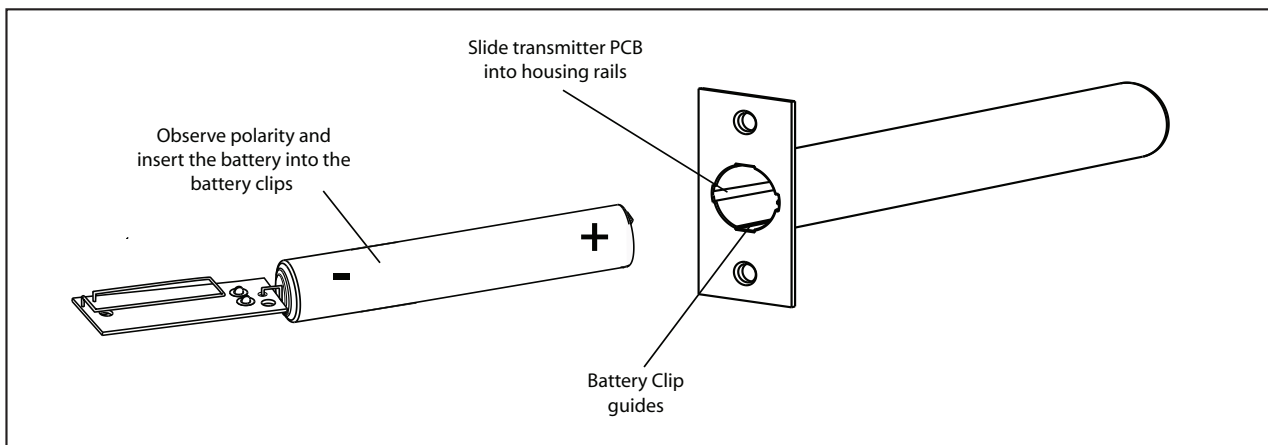 Slide transmitter PCB
into housing rails
Observe polarity and
insert the battery into the
battery clips
-
+
Battery Clip
guides